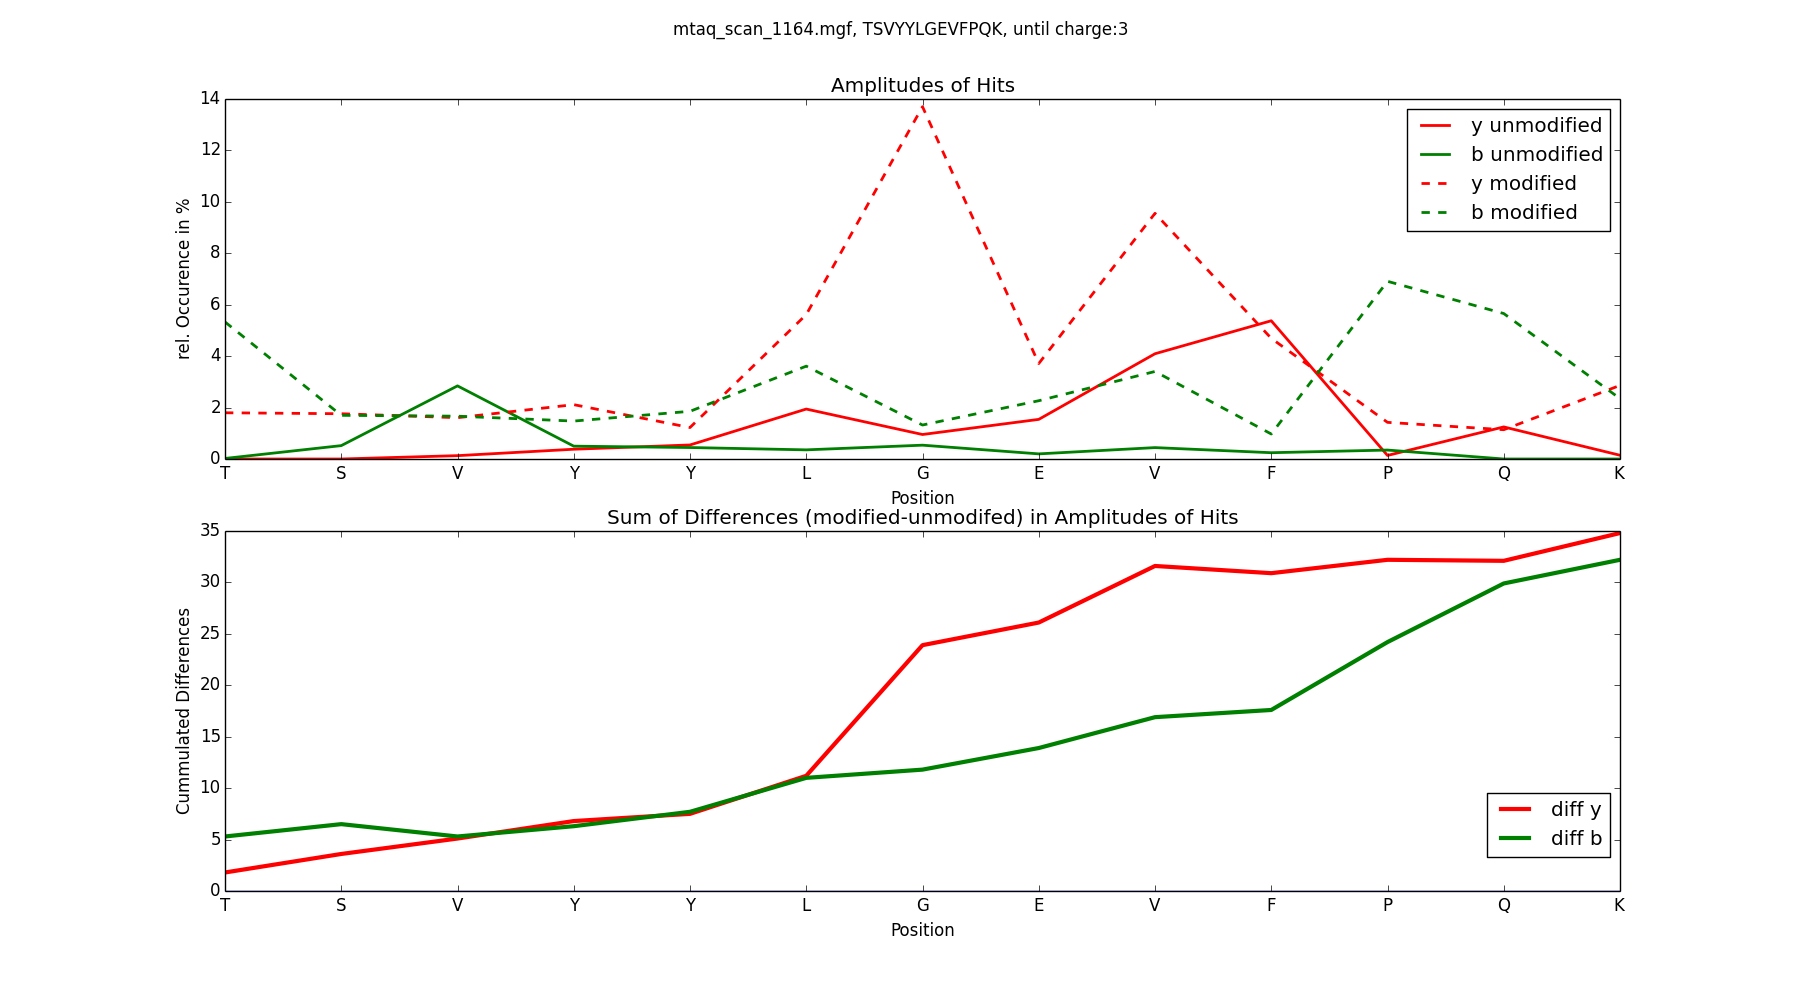 mtaq_scan_1164.mgf, TSVYYLGEVFPQK, until charge:3
Amplitudes of Hits
14
12
10
8
6
4
2
0
rel. Occurence in %
y unmodified
b unmodified
y modified
b modified
T S V Y Y L G E V F P Q K
Position
Sum of Differences (modified-unmodifed) in Amplitudes of Hits
35
30
25
20
15
10
5
0
Cummulated Differences
diff y
diff b
T S V Y Y L G E V F P Q K
Position